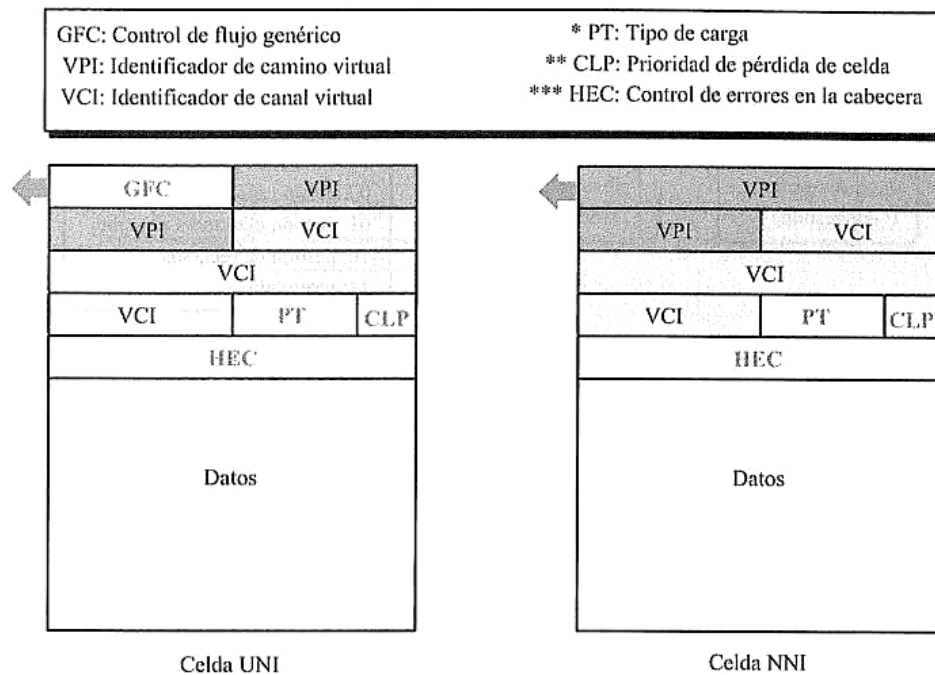 GFC: Control de flujo genérico
VPI: Identificador de camino virtual
VCI: Identificador de canal virtual
* PT: Tipo de carga
** CLP: Prioridad de pérdida de celda
*** HEC: Control de errores en la cabecera
GFC VPI
VPI VCI
VCI
VCI PT CLP
HEC
Datos
Celda UNI
VPI
VPI VCI
VCI
VCI PT CLP
HEC
Datos
Celda NNI